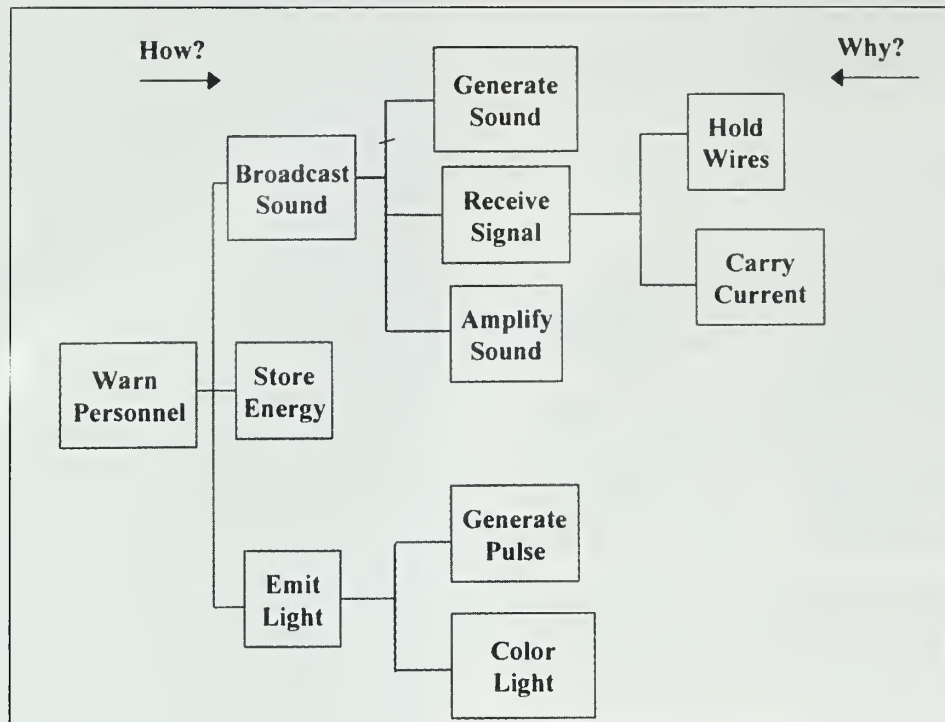 How?
Why?
Generate
Sound
Hold
Wires
Broadcast
Sound
Receive
Signal
Carry
Current
Amplify
Sound
Warn
Personnel
Store
Energy
Generate
Pulse
Emit
Light
Color
Light